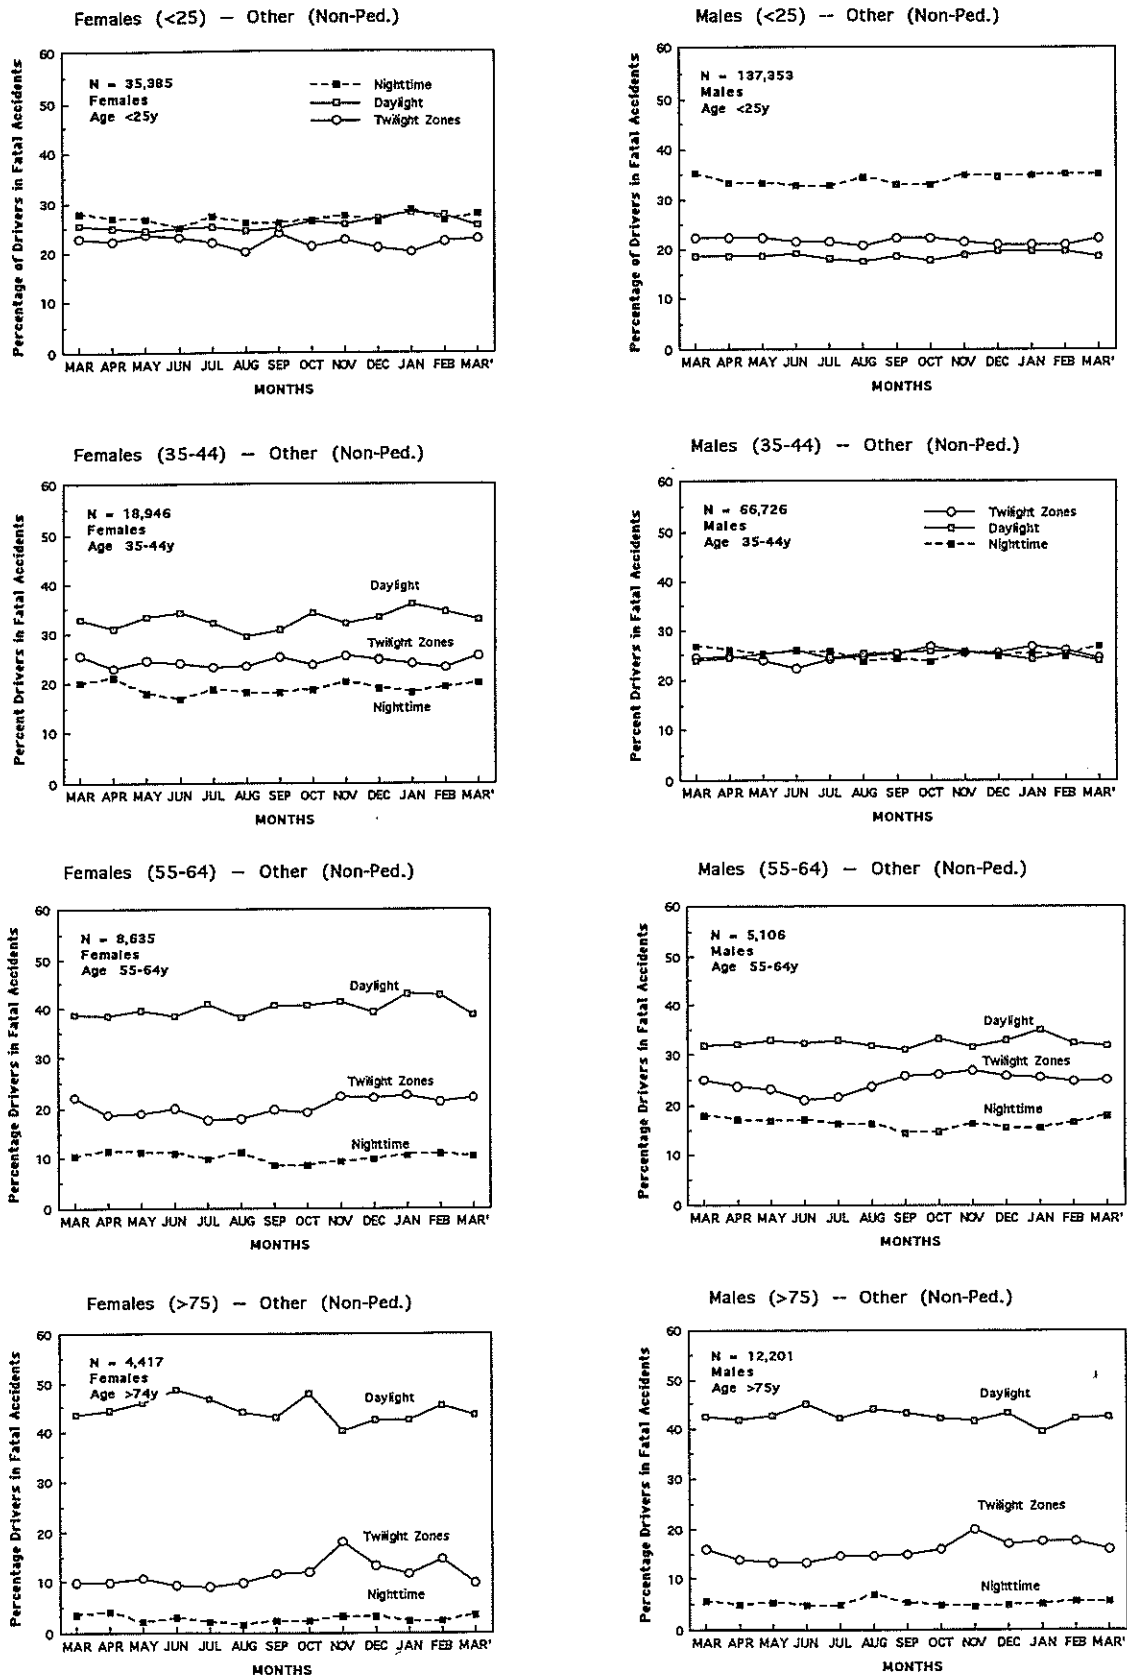 Females (<25) — Other (Non-Ped.)
Percentage of Drivers in Fatal Accidents
60
50
40
30
20
10
0
N = 35,385
Females
Age <25y
Nighttime
Daylight
Twilight Zones
MAR APR MAY JUN JUL AUG SEP OCT NOV DEC JAN FEB MAR'
MONTHS
Males (<25) -- Other (Non-Ped.)
Percentage of Drivers in Fatal Accidents
60
50
40
30
20
10
0
N = 137,353
Males
Age <25y
MAR APR MAY JUN JUL AUG SEP OCT NOV DEC JAN FEB MAR'
MONTHS
Females (35-44) — Other (Non-Ped.)
Percent Drivers in Fatal Accidents
60
50
40
30
20
10
0
N = 18,946
Females
Age 35-44y
Daylight
Twilight Zones
Nighttime
MAR APR MAY JUN JUL AUG SEP OCT NOV DEC JAN FEB MAR'
MONTHS
Males (35-44) -- Other (Non-Ped.)
Percent Drivers in Fatal Accidents
60
50
40
30
20
10
0
N = 66,726
Males
Age 35-44y
Twilight Zones
Daylight
Nighttime
MAR APR MAY JUN JUL AUG SEP OCT NOV DEC JAN FEB MAR'
MONTHS
Females (55-64) — Other (Non-Ped.)
Percentage Drivers in Fatal Accidents
60
50
40
30
20
10
0
N = 8,635
Females
Age 55-64y
Daylight
Twilight Zones
Nighttime
MAR APR MAY JUN JUL AUG SEP OCT NOV DEC JAN FEB MAR'
MONTHS
Males (55-64) — Other (Non-Ped.)
Percentage Drivers in Fatal Accidents
60
50
40
30
20
10
0
N = 5,106
Males
Age 55-64y
Daylight
Twilight Zones
Nighttime
MAR APR MAY JUN JUL AUG SEP OCT NOV DEC JAN FEB MAR'
MONTHS
Females (>75) — Other (Non-Ped.)
Percentage Drivers in Fatal Accidents
60
50
40
30
20
10
0
N = 4,417
Females
Age >74y
Daylight
Twilight Zones
Nighttime
MAR APR MAY JUN JUL AUG SEP OCT NOV DEC JAN FEB MAR'
MONTHS
Males (>75) -- Other (Non-Ped.)
Percentage Drivers in Fatal Accidents
60
50
40
30
20
10
0
N = 12,201
Males
Age >75y
Daylight
Twilight Zones
Nighttime
MAR APR MAY JUN JUL AUG SEP OCT NOV DEC JAN FEB MAR'
MONTHS